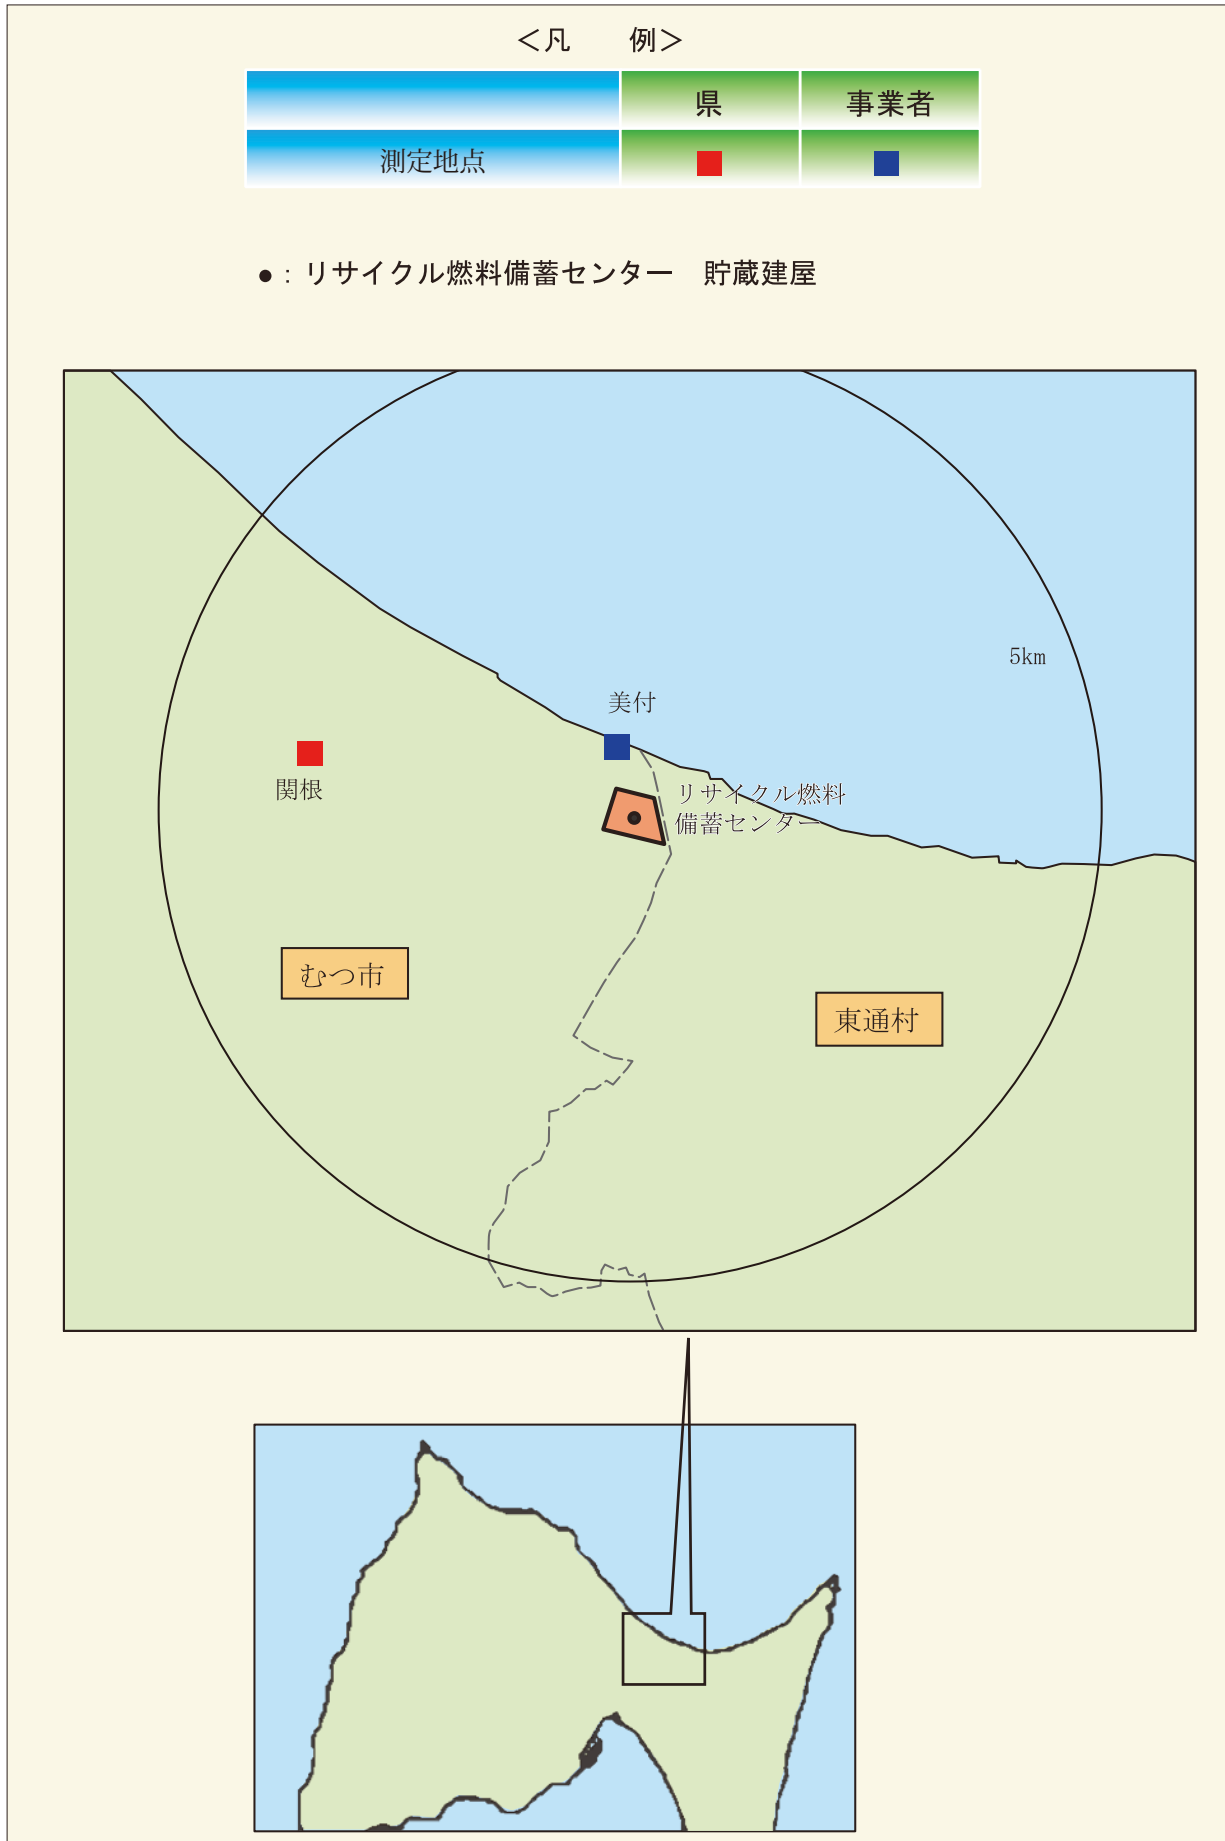 ＜凡　　例＞
県　事業者
測定地点
●：リサイクル燃料備蓄センター　貯蔵建屋
5km
美付
関根
リサイクル燃料
備蓄センター
むつ市
東通村